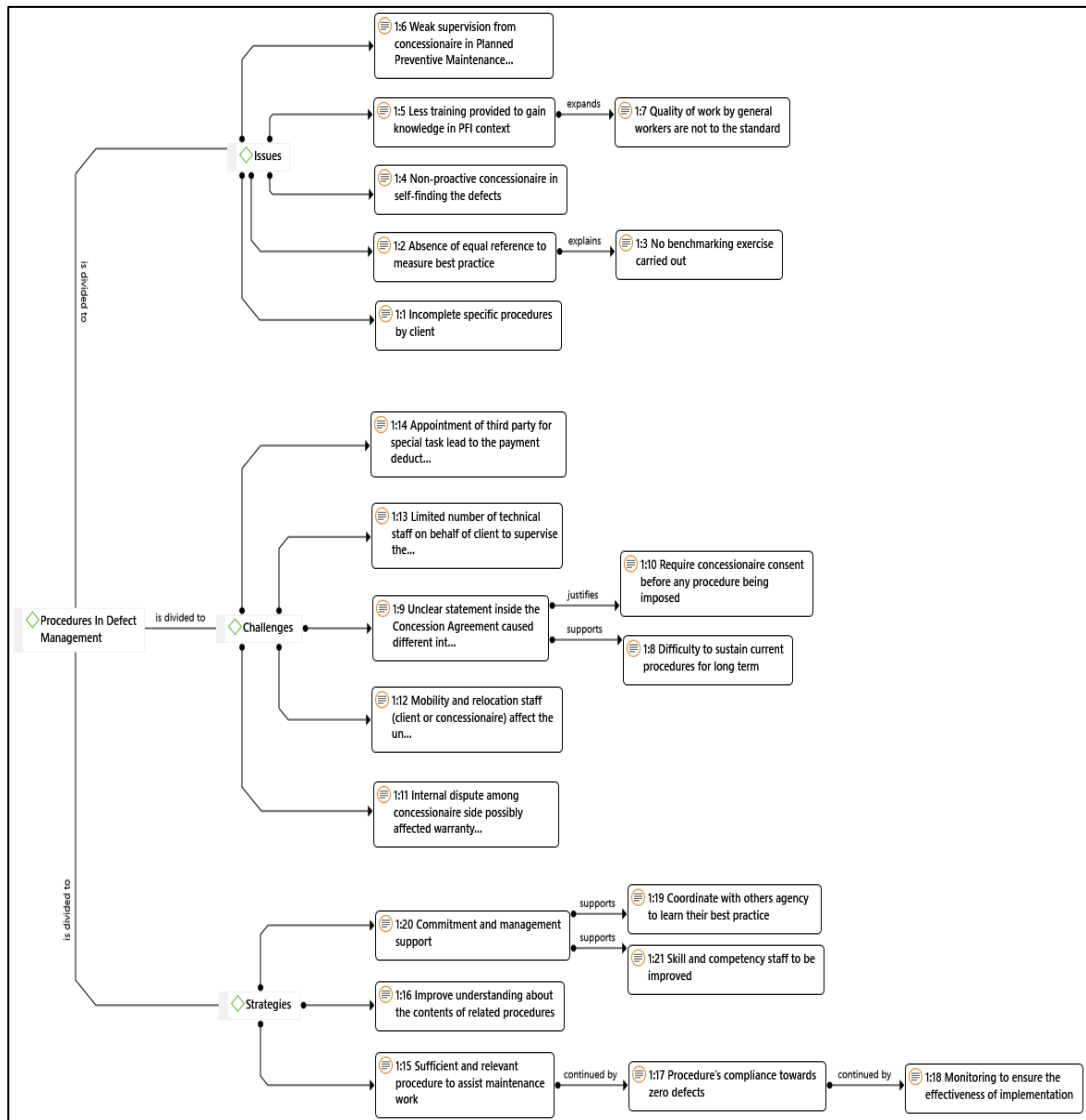 1:6 Weak supervision from
concessionaire in Planned
Preventive Maintenance...
1:5 Less training provided to gain
knowledge in PFI context
expands
1:7 Quality of work by general
workers are not to the standard
Issues
1:4 Non-proactive concessionaire in
self-finding the defects
1:2 Absence of equal reference to
measure best practice
explains
1:3 No benchmarking exercise
carried out
is divided to
1:1 Incomplete specific procedures
by client
1:14 Appointment of third party for
special task lead to the payment
deduct...
1:13 Limited number of technical
staff on behalf of client to supervise
the...
1:10 Require concessionaire consent
before any procedure being
imposed
justifies
1:9 Unclear statement inside the
Concession Agreement caused
different int...
supports
1:8 Difficulty to sustain current
procedures for long term
Procedures In Defect
Management
is divided to
Challenges
1:12 Mobility and relocation staff
(client or concessionaire) affect the
un...
1:11 Internal dispute among
concessionaire side possibly
affected warranty...
is divided to
1:20 Commitment and management
support
supports
1:19 Coordinate with others agency
to learn their best practice
supports
1:21 Skill and competency staff to be
improved
Strategies
1:16 Improve understanding about
the contents of related procedures
1:15 Sufficient and relevant
procedure to assist maintenance
work
continued by
1:17 Procedure's compliance towards
zero defects
continued by
1:18 Monitoring to ensure the
effectiveness of implementation